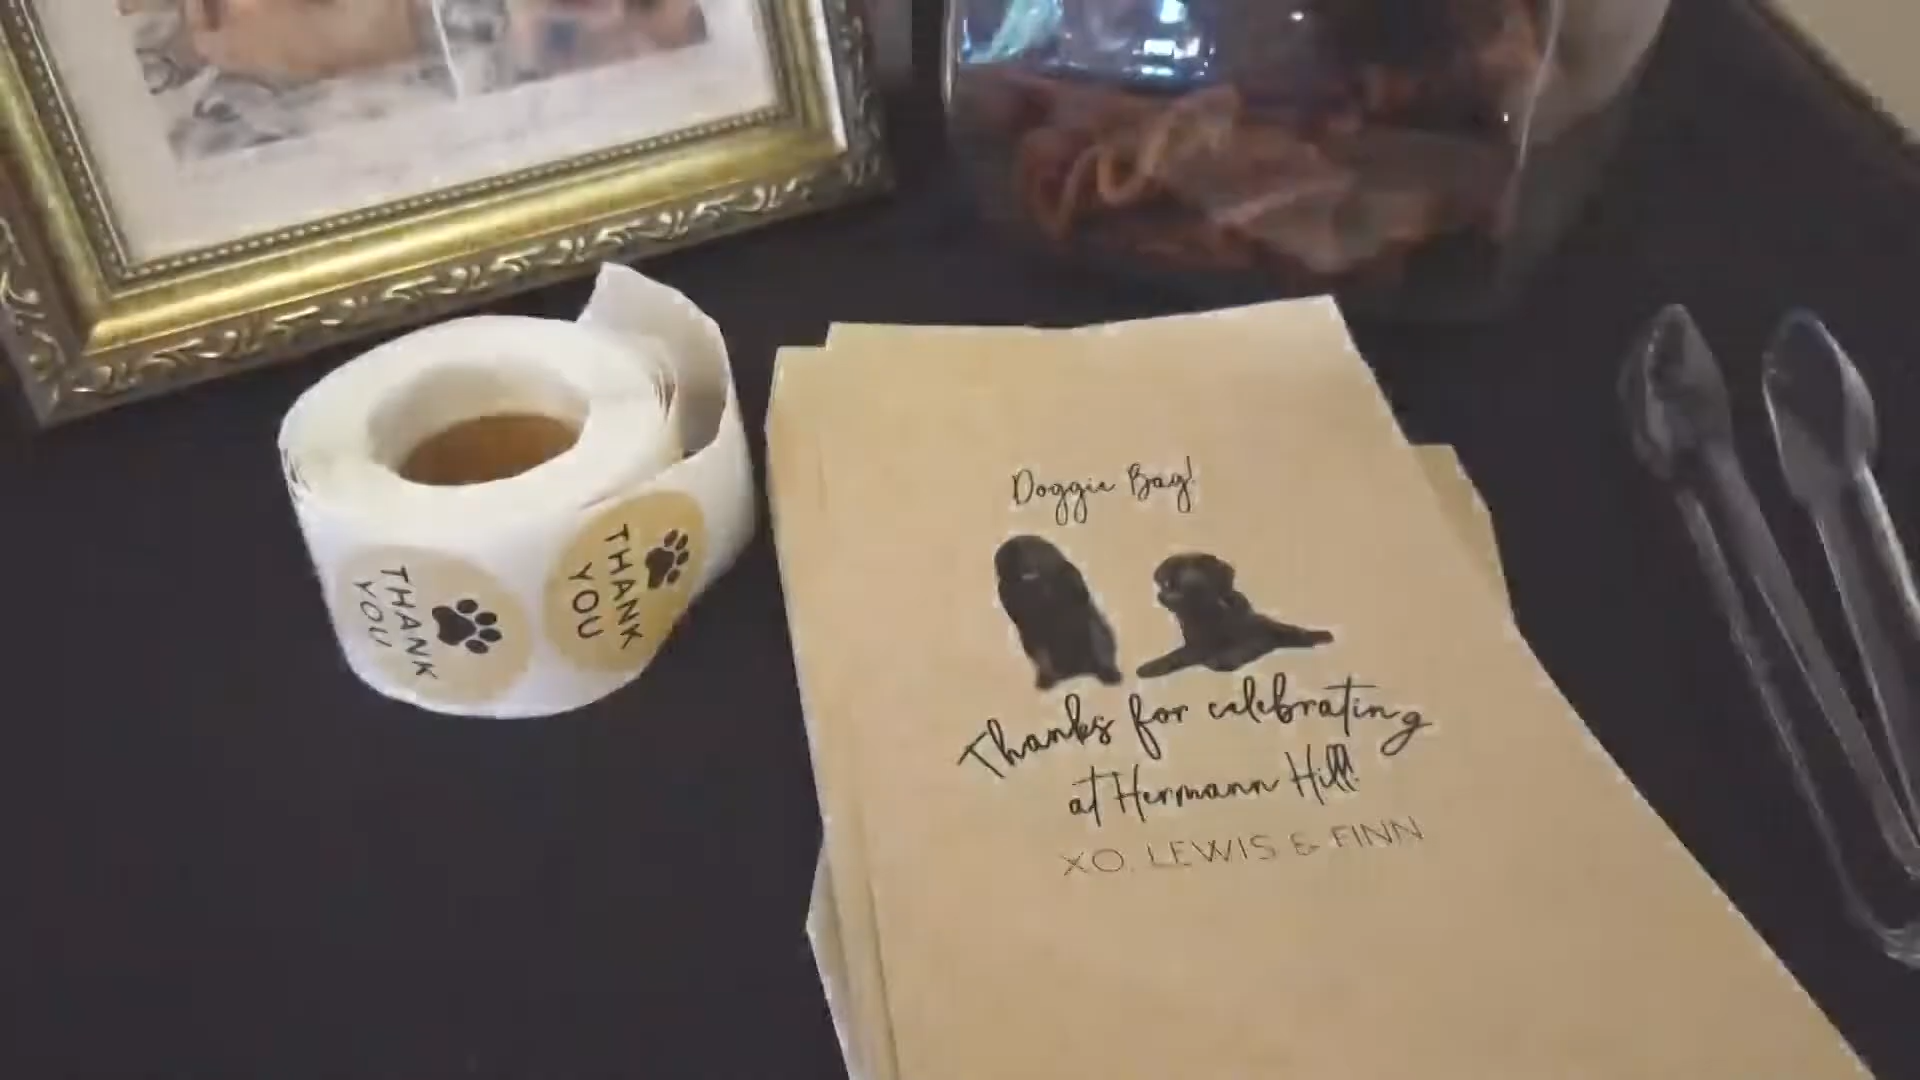 Doggie Bag!
Thanks for celebrating
at Hermann Hill!
XO, LEWIS & FINN
THANK
YOU
THANK
YOU